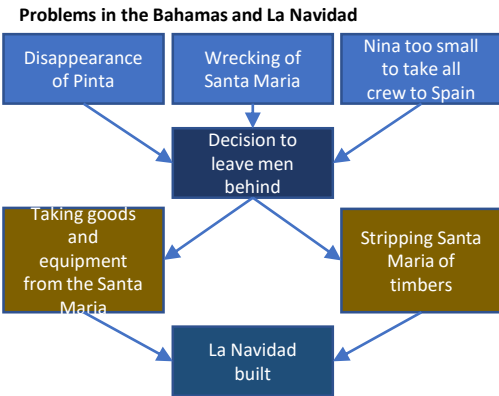 Problems in the Bahamas and La Navidad
Disappearance
of Pinta
Wrecking of
Santa Maria
Nina too small
to take all
crew to Spain
Decision to
leave men
behind
Taking goods
and
equipment
from the Santa
Maria
Stripping Santa
Maria of
timbers
La Navidad
built